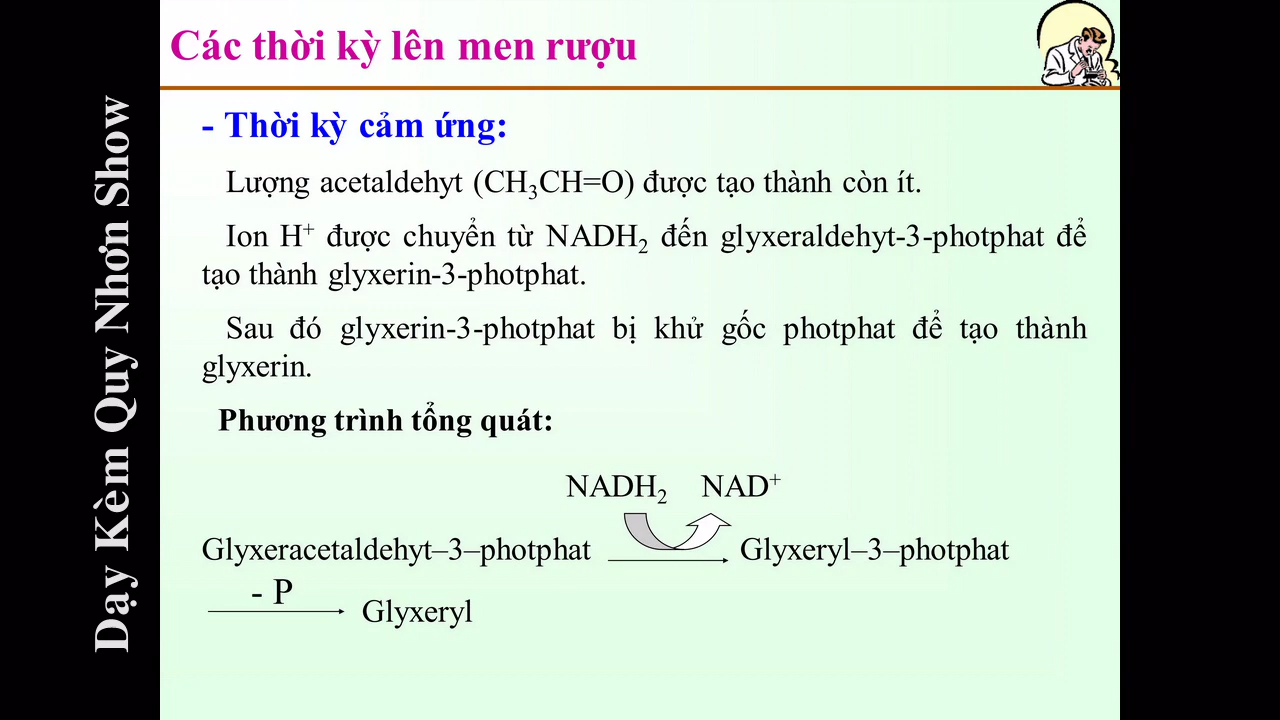 Các thời kỳ lên men rượu
Dạy Kèm Quy Nhơn Show
- Thời kỳ cảm ứng:
Lượng acetaldehyt (CH₃CH=O) được tạo thành còn ít.
Ion H⁺ được chuyển từ NADH₂ đến glyxeraldehyt-3-photphat để
tạo thành glyxerin-3-photphat.
Sau đó glyxerin-3-photphat bị khử gốc photphat để tạo thành
glyxerin.
Phương trình tổng quát:
NADH₂ NAD⁺
Glyxeracetaldehyt–3–photphat Glyxeryl–3–photphat
- P
Glyxeryl